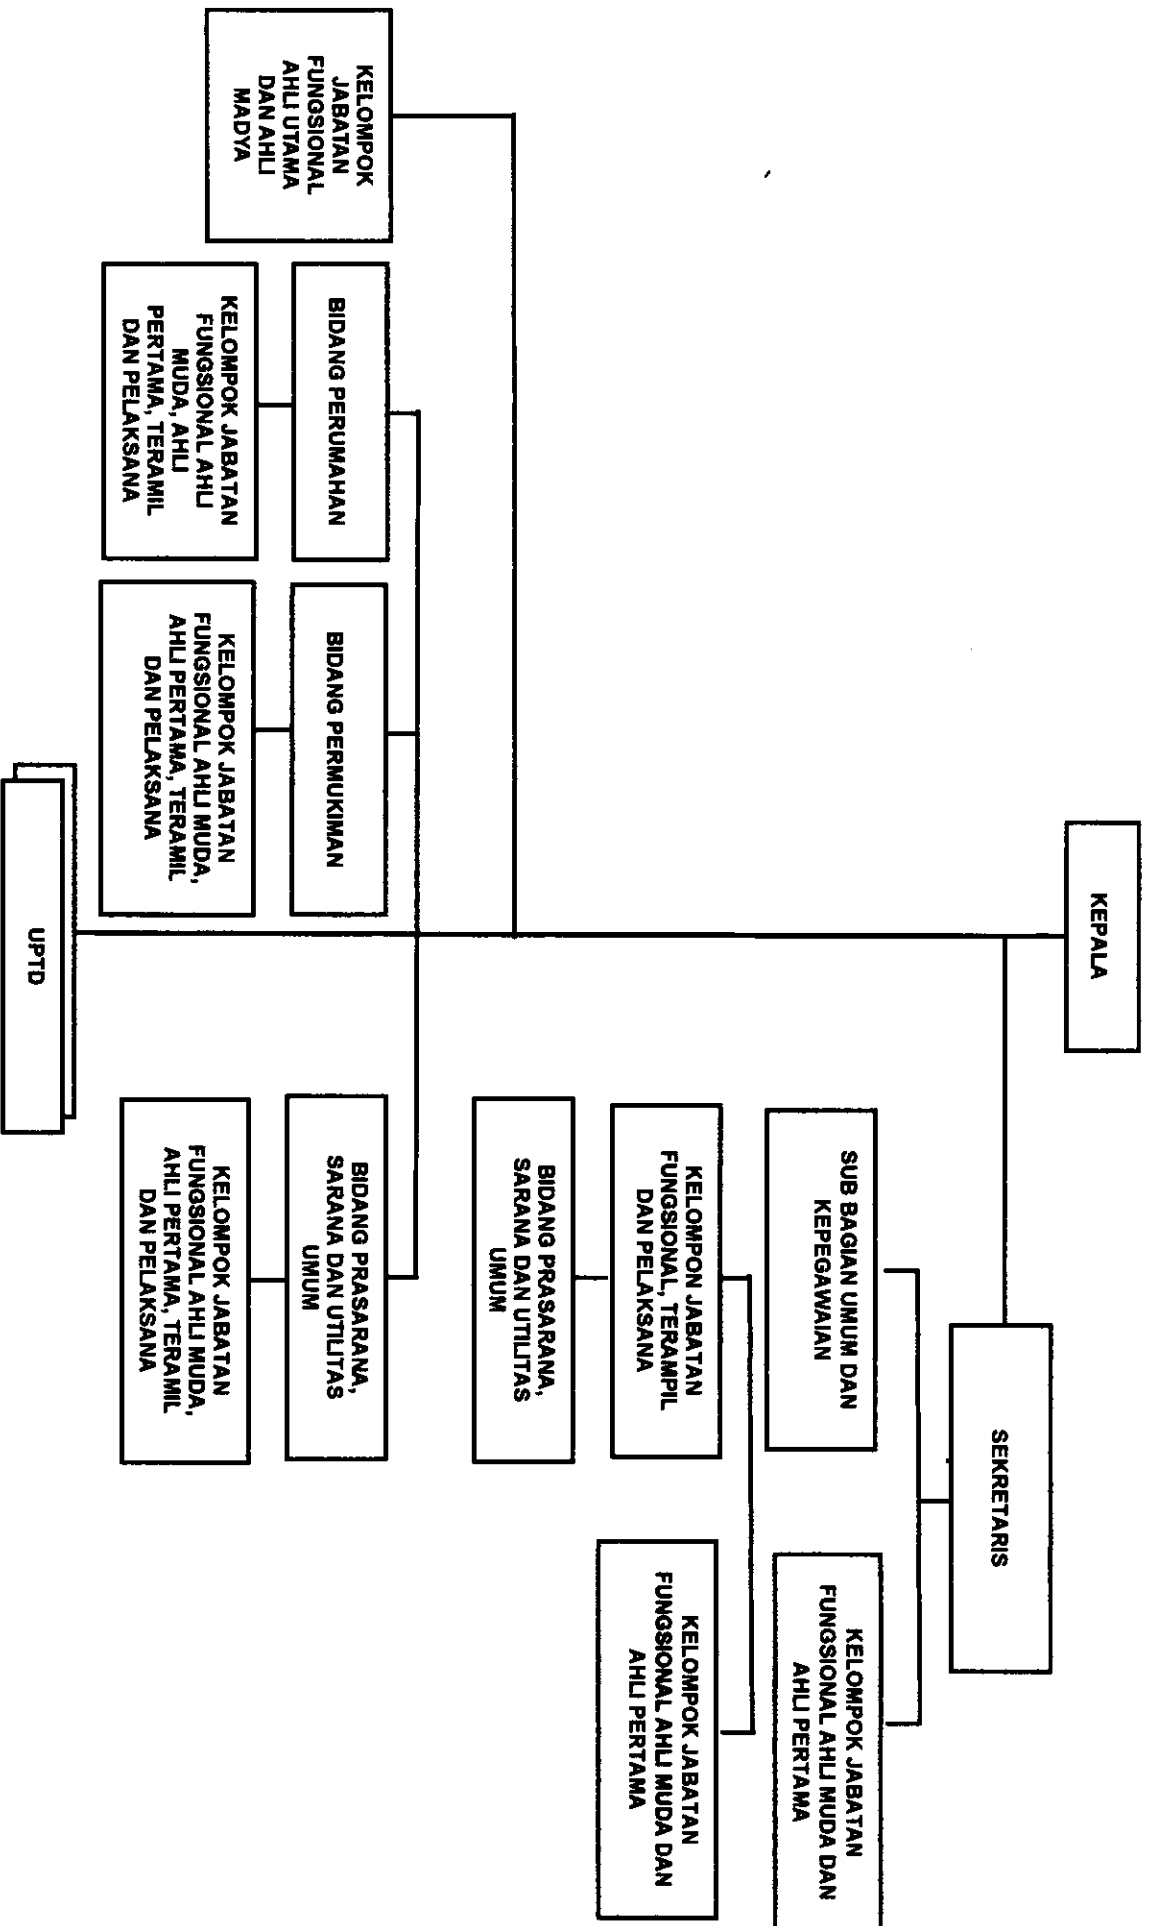 KEPALA
SEKRETARIS
SUB BAGIAN UMUM DAN
KEPEGAWAIAN
KELOMPOK JABATAN
FUNGSIONAL AHLI MUDA DAN
AHLI PERTAMA
KELOMPON JABATAN
FUNGSIONAL, TERAMPIL
DAN PELAKSANA
KELOMPOK JABATAN
FUNGSIONAL AHLI MUDA DAN
AHLI PERTAMA
BIDANG PRASARANA,
SARANA DAN UTILITAS
UMUM
KELOMPOK
JABATAN
FUNGSIONAL
AHLI UTAMA
DAN AHLI
MADYA
BIDANG PERUMAHAN
BIDANG PERMUKIMAN
BIDANG PRASARANA,
SARANA DAN UTILITAS
UMUM
KELOMPOK JABATAN
FUNGSIONAL AHLI
MUDA, AHLI
PERTAMA, TERAMIL
DAN PELAKSANA
KELOMPOK JABATAN
FUNGSIONAL AHLI MUDA,
AHLI PERTAMA, TERAMIL
DAN PELAKSANA
KELOMPOK JABATAN
FUNGSIONAL AHLI MUDA,
AHLI PERTAMA, TERAMIL
DAN PELAKSANA
UPTD